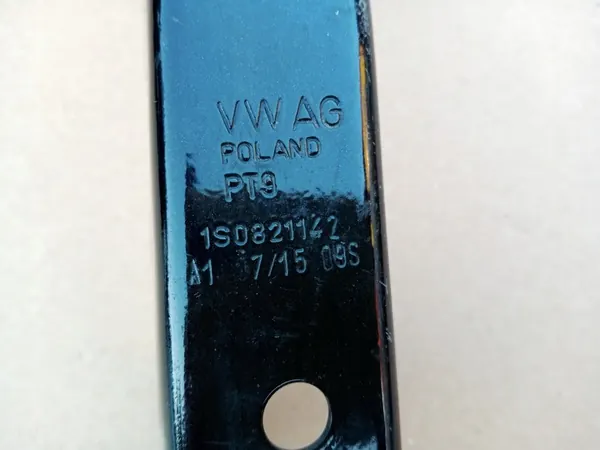 VW AG
POLAND
PT9
1S0821142
A1 7/15 09S